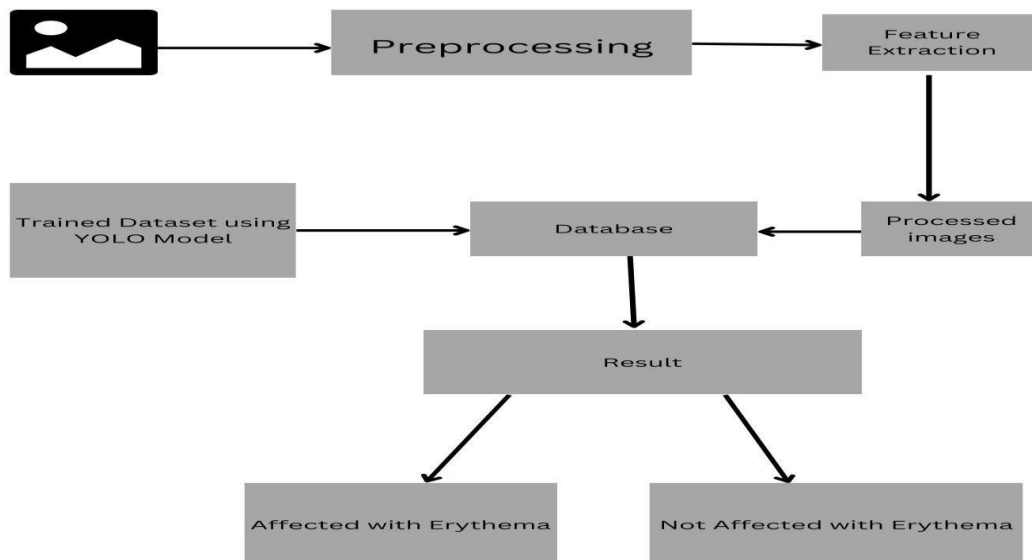 Preprocessing
Feature
Extraction
Trained Dataset using
YOLO Model
Database
Processed
images
Result
Affected with Erythema
Not Affected with Erythema